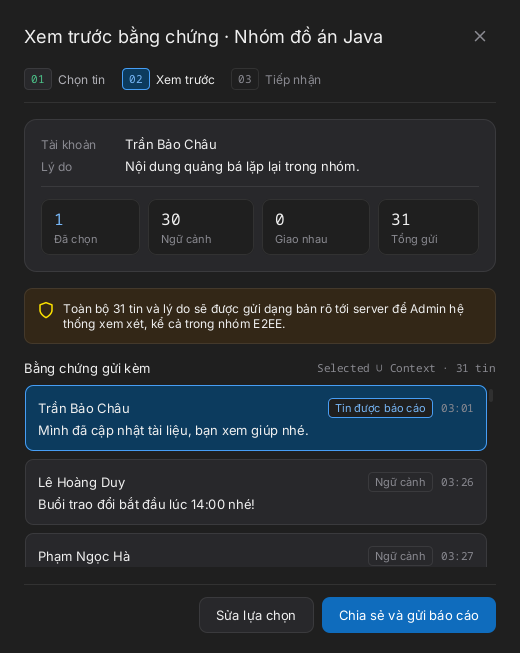 Xem trước bằng chứng · Nhóm đồ án Java
01 Chọn tin 02 Xem trước 03 Tiếp nhận
Tài khoản Trần Bảo Châu
Lý do Nội dung quảng bá lặp lại trong nhóm.
1 30 0 31
Đã chọn Ngữ cảnh Giao nhau Tổng gửi
Toàn bộ 31 tin và lý do sẽ được gửi dạng bản rõ tới server để Admin hệ
thống xem xét, kể cả trong nhóm E2EE.
Bằng chứng gửi kèm Selected ∪ Context · 31 tin
Trần Bảo Châu Tin được báo cáo 03:01
Mình đã cập nhật tài liệu, bạn xem giúp nhé.
Lê Hoàng Duy Ngữ cảnh 03:26
Buổi trao đổi bắt đầu lúc 14:00 nhé!
Phạm Ngọc Hà Ngữ cảnh 03:27
Sửa lựa chọn Chia sẻ và gửi báo cáo